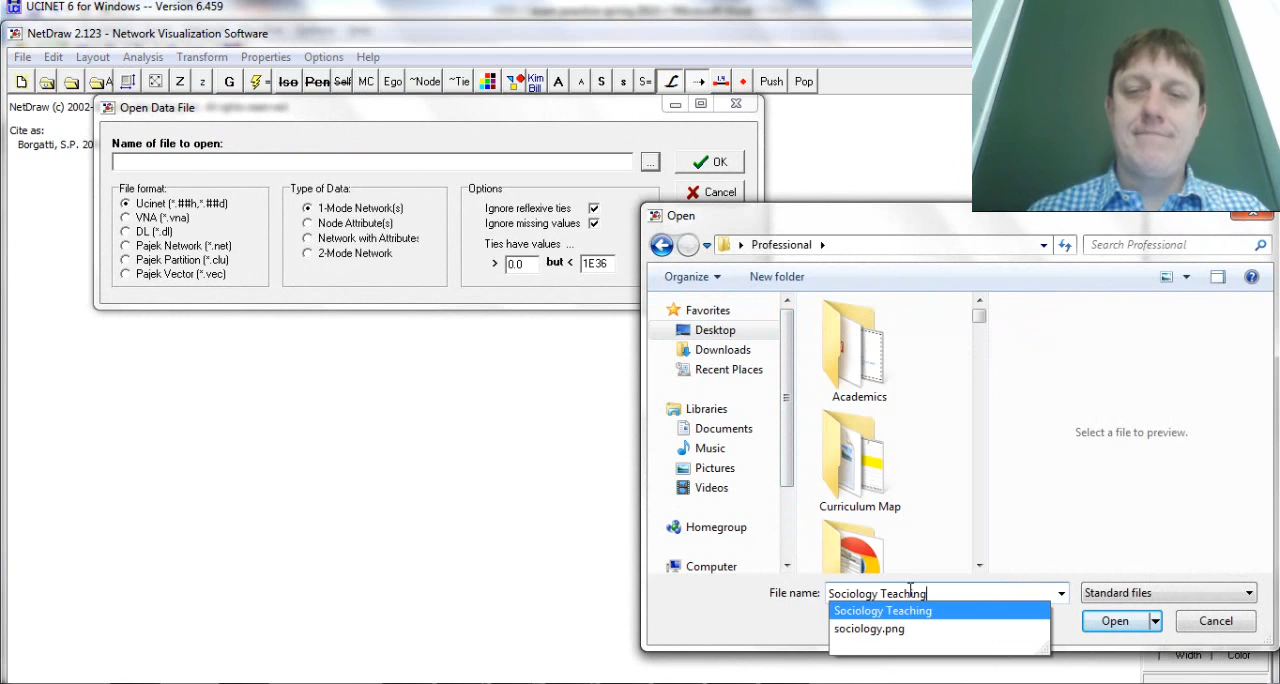 UCINET 6 for Windows -- Version 6.459
NetDraw 2.123 - Network Visualization Software
File Edit Layout Analysis Transform Properties Options Help
A Z z G Iso Pen Self MC Ego ~Node ~Tie Kim Bill A A S s S= L Push Pop
NetDraw (c) 2002-
Cite as:
Borgatti, S.P. 20
Open Data File
Name of file to open:
...
OK
Cancel
File format:
Ucinet (*.##h,*.##d)
VNA (*.vna)
DL (*.dl)
Pajek Network (*.net)
Pajek Partition (*.clu)
Pajek Vector (*.vec)
Type of Data:
1-Mode Network(s)
Node Attribute(s)
Network with Attributes
2-Mode Network
Options
Ignore reflexive ties
Ignore missing values
Ties have values ...
> 0.0 but < 1E36
Open
Professional
Search Professional
Organize New folder
Favorites
Desktop
Downloads
Recent Places
Libraries
Documents
Music
Pictures
Videos
Homegroup
Computer
Academics
Curriculum Map
Select a file to preview.
File name: Sociology Teaching
Standard files
Sociology Teaching
sociology.png
Open
Cancel
Width Color